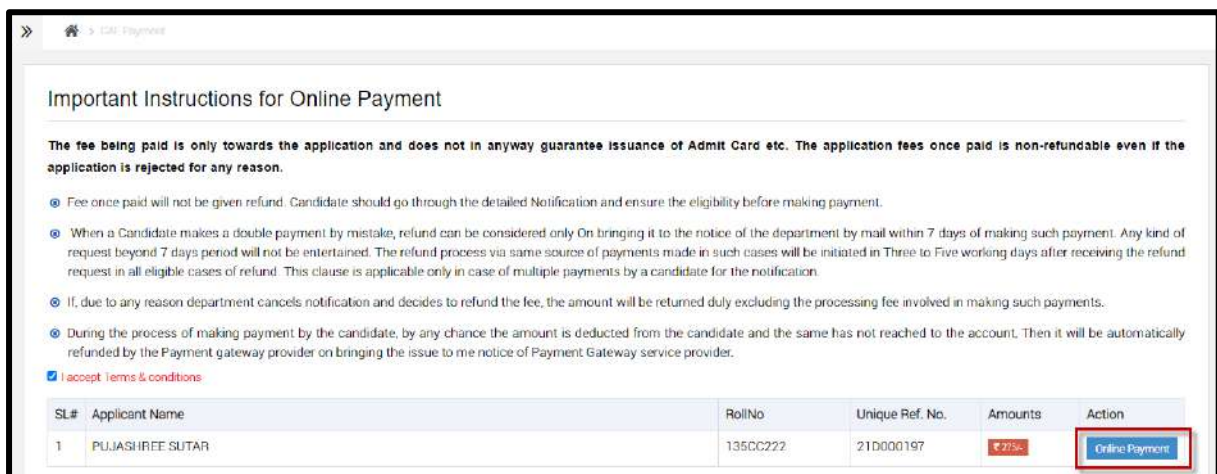 » > CAL Payment
Important Instructions for Online Payment
The fee being paid is only towards the application and does not in anyway guarantee issuance of Admit Card etc. The application fees once paid is non-refundable even if the
application is rejected for any reason.
Fee once paid will not be given refund. Candidate should go through the detailed Notification and ensure the eligibility before making payment.
When a Candidate makes a double payment by mistake, refund can be considered only On bringing it to the notice of the department by mail within 7 days of making such payment. Any kind of
request beyond 7 days period will not be entertained. The refund process via same source of payments made in such cases will be initiated in Three to Five working days after receiving the refund
request in all eligible cases of refund. This clause is applicable only in case of multiple payments by a candidate for the notification.
If, due to any reason department cancels notification and decides to refund the fee, the amount will be returned duly excluding the processing fee involved in making such payments.
During the process of making payment by the candidate, by any chance the amount is deducted from the candidate and the same has not reached to the account, Then it will be automatically
refunded by the Payment gateway provider on bringing the issue to me notice of Payment Gateway service provider.
I accept Terms & conditions
SL# Applicant Name RollNo Unique Ref. No. Amounts Action
1 PUJASHREE SUTAR 135CC222 21D000197 ₹ 275/- Online Payment